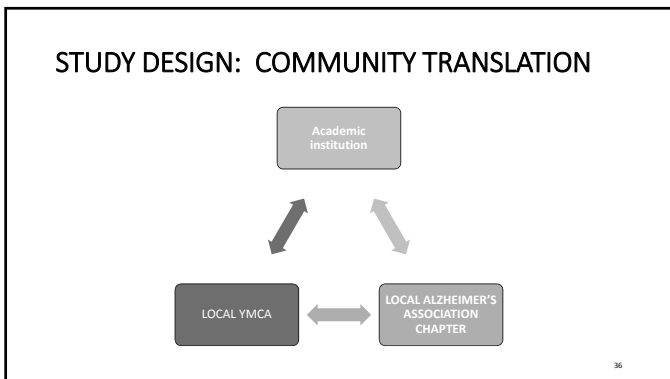 STUDY DESIGN: COMMUNITY TRANSLATION
Academic
institution
LOCAL YMCA
LOCAL ALZHEIMER'S
ASSOCIATION
CHAPTER
36